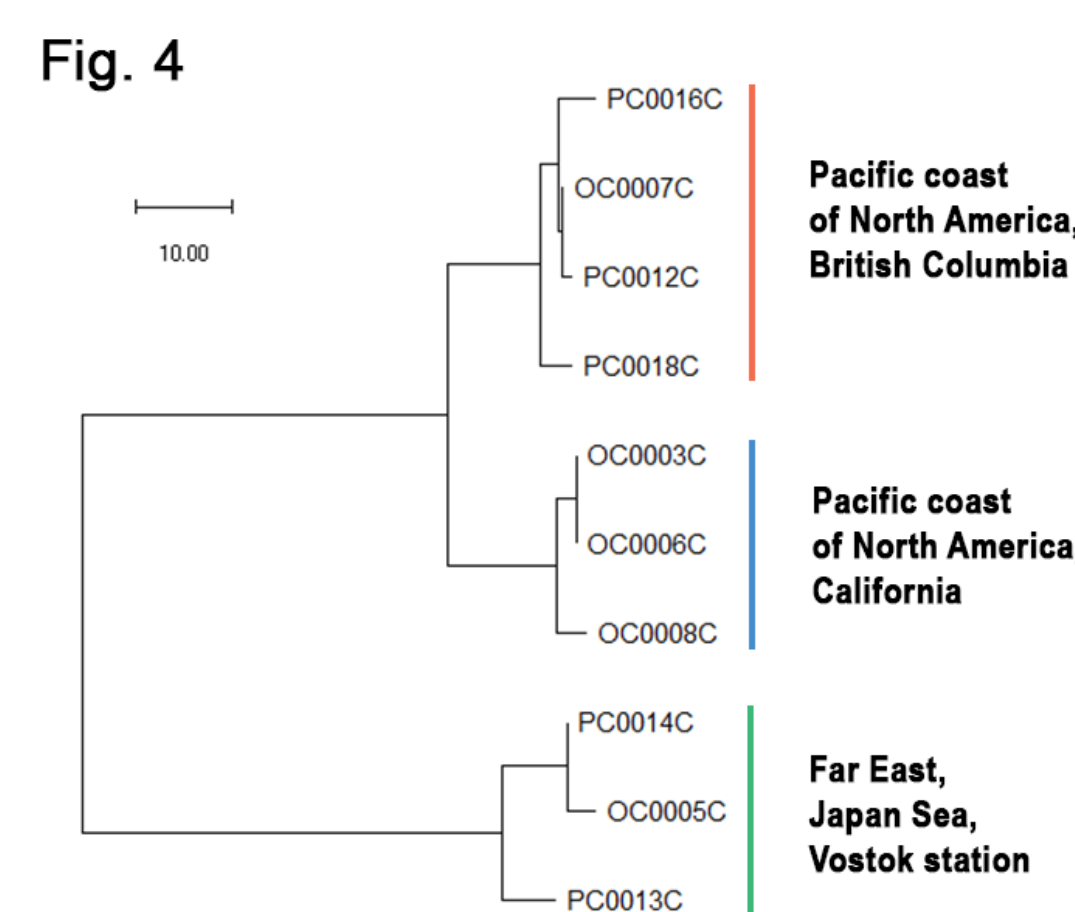 Fig. 4
10.00
PC0016C
OC0007C
PC0012C
PC0018C
Pacific coast
of North America,
British Columbia
OC0003C
OC0006C
OC0008C
Pacific coast
of North America,
California
PC0014C
OC0005C
PC0013C
Far East,
Japan Sea,
Vostok station